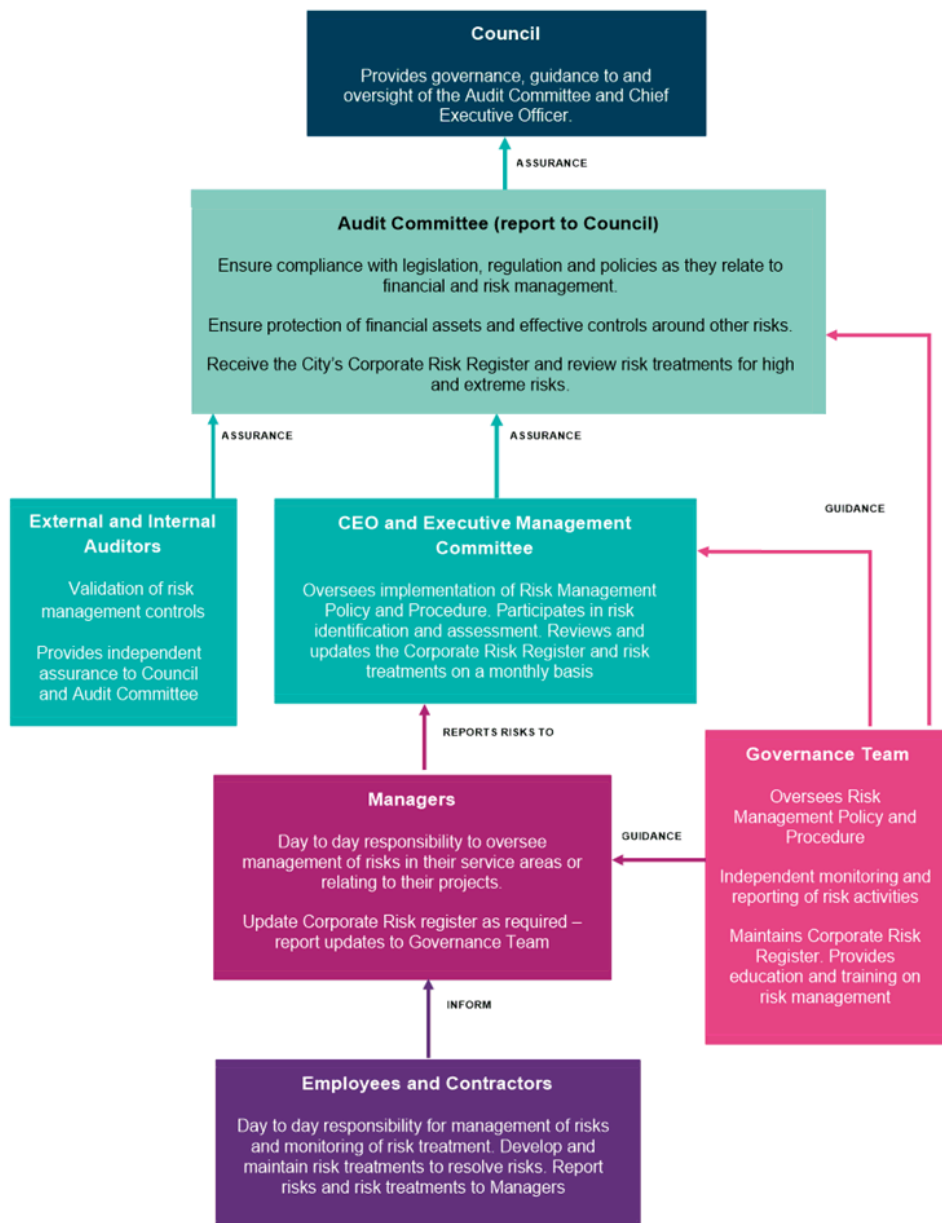 Council
Provides governance, guidance to and
oversight of the Audit Committee and Chief
Executive Officer.
ASSURANCE
Audit Committee (report to Council)
Ensure compliance with legislation, regulation and policies as they relate to
financial and risk management.
Ensure protection of financial assets and effective controls around other risks.
Receive the City's Corporate Risk Register and review risk treatments for high
and extreme risks.
ASSURANCE
ASSURANCE
GUIDANCE
External and Internal
Auditors
Validation of risk
management controls
Provides independent
assurance to Council
and Audit Committee
CEO and Executive Management
Committee
Oversees implementation of Risk Management
Policy and Procedure. Participates in risk
identification and assessment. Reviews and
updates the Corporate Risk Register and risk
treatments on a monthly basis
REPORTS RISKS TO
Managers
Day to day responsibility to oversee
management of risks in their service areas or
relating to their projects.
Update Corporate Risk register as required –
report updates to Governance Team
GUIDANCE
Governance Team
Oversees Risk
Management Policy and
Procedure
Independent monitoring and
reporting of risk activities
Maintains Corporate Risk
Register. Provides
education and training on
risk management
INFORM
Employees and Contractors
Day to day responsibility for management of risks
and monitoring of risk treatment. Develop and
maintain risk treatments to resolve risks. Report
risks and risk treatments to Managers